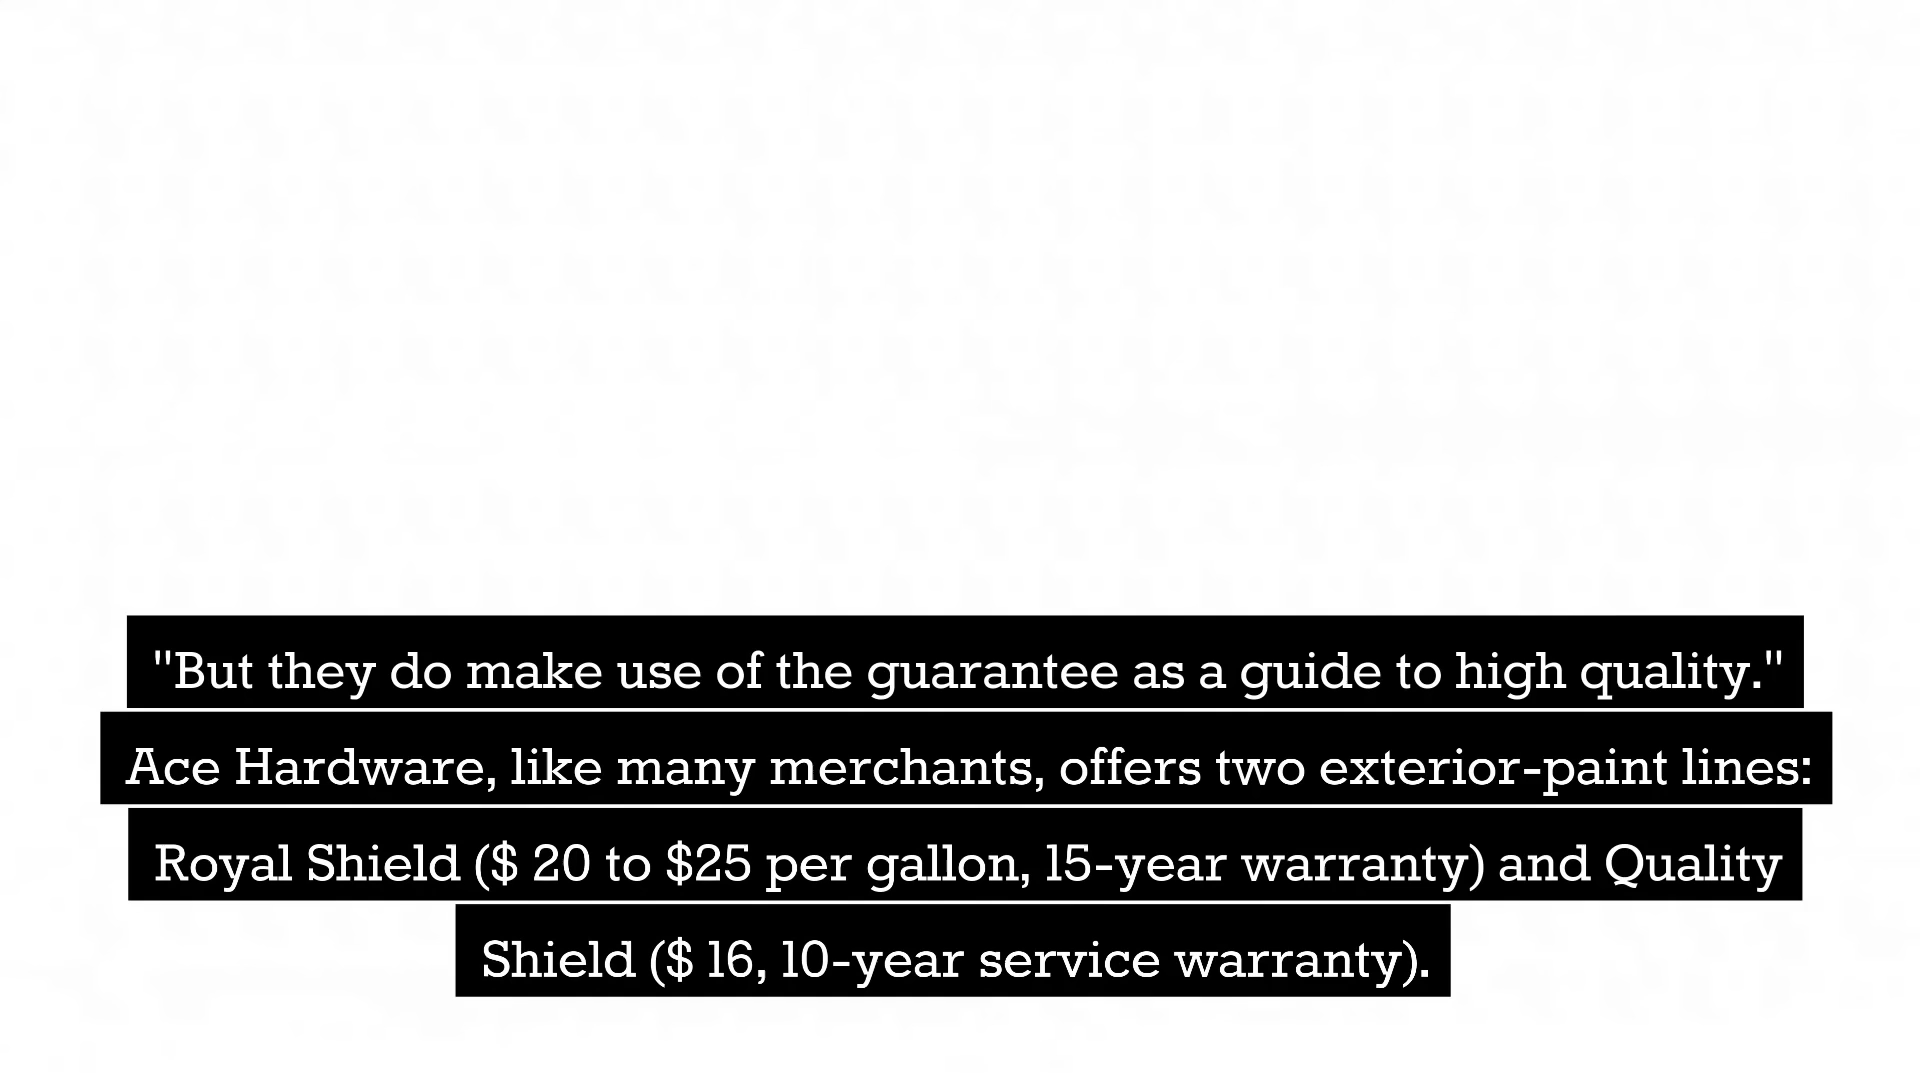 "But they do make use of the guarantee as a guide to high quality."
Ace Hardware, like many merchants, offers two exterior-paint lines:
Royal Shield ($ 20 to $25 per gallon, 15-year warranty) and Quality
Shield ($ 16, 10-year service warranty).